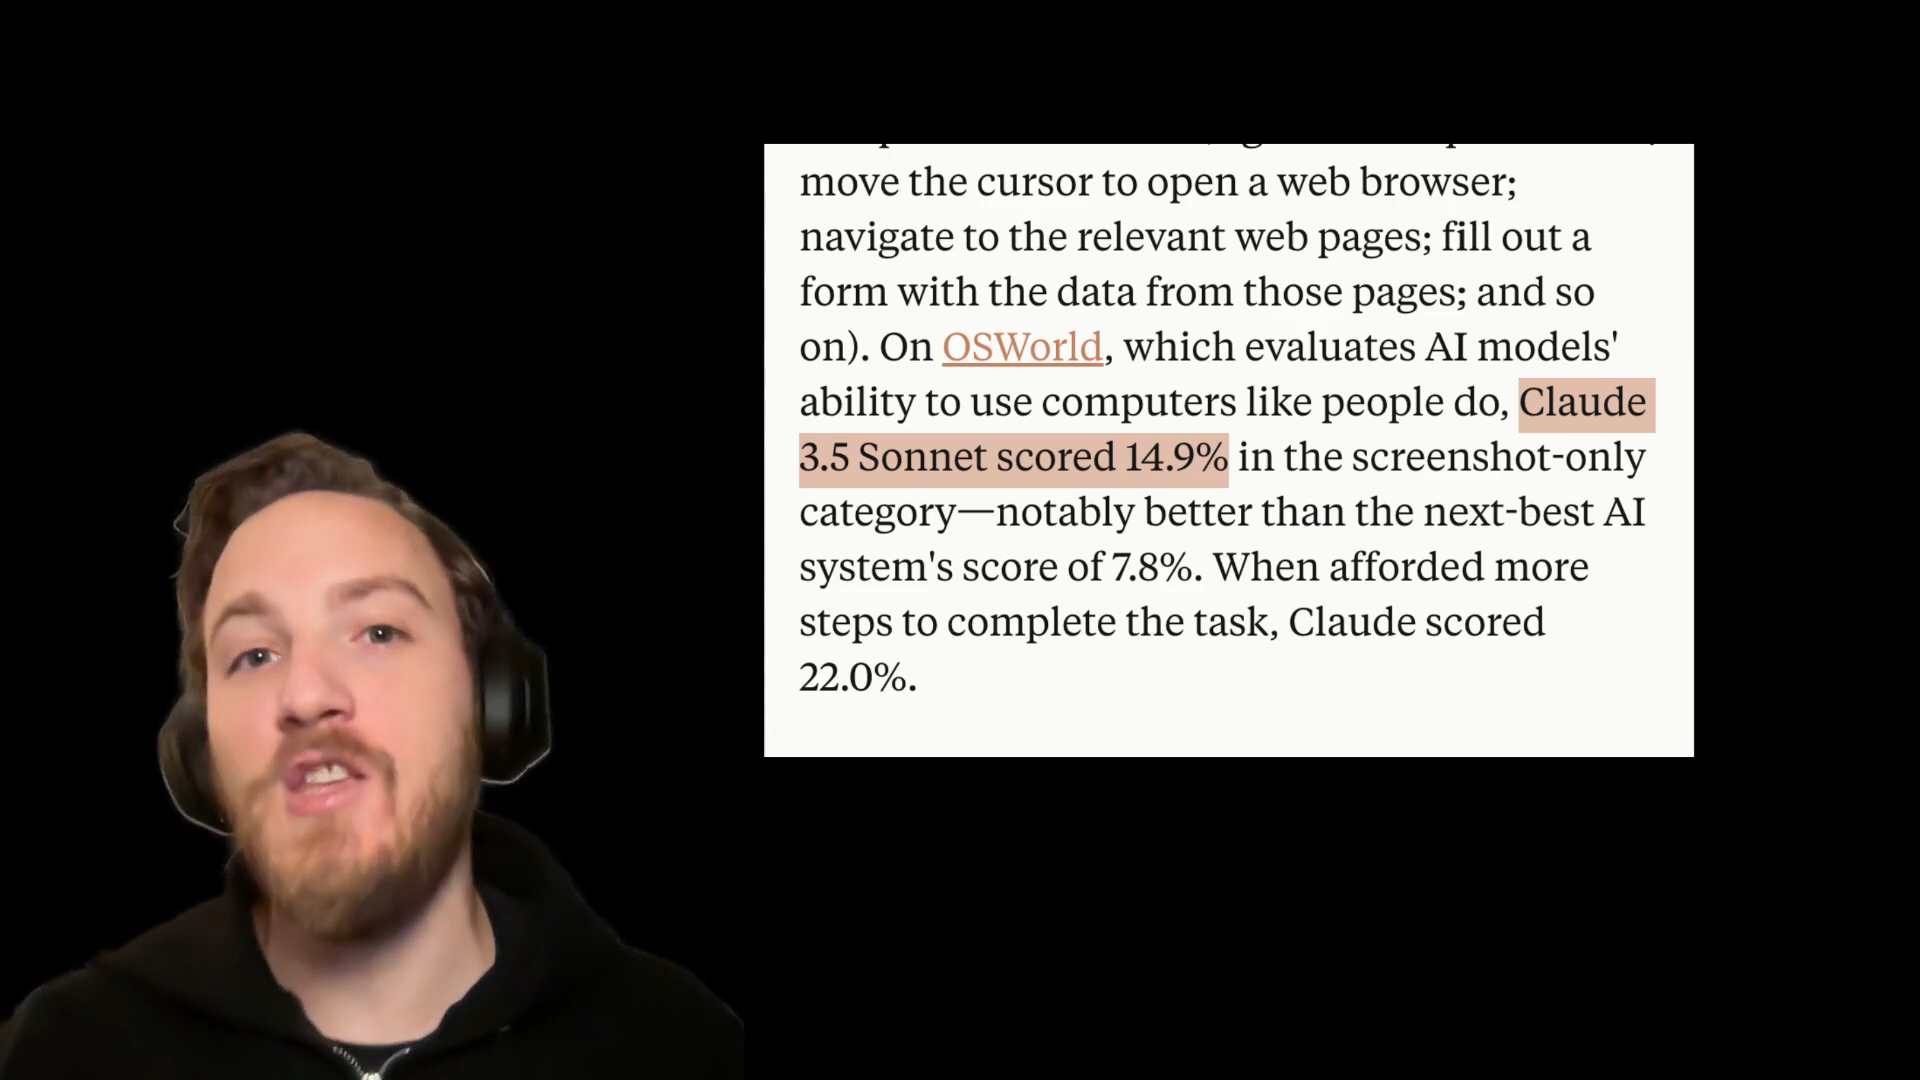 move the cursor to open a web browser;
navigate to the relevant web pages; fill out a
form with the data from those pages; and so
on). On OSWorld, which evaluates AI models'
ability to use computers like people do, Claude
3.5 Sonnet scored 14.9% in the screenshot-only
category—notably better than the next-best AI
system's score of 7.8%. When afforded more
steps to complete the task, Claude scored
22.0%.